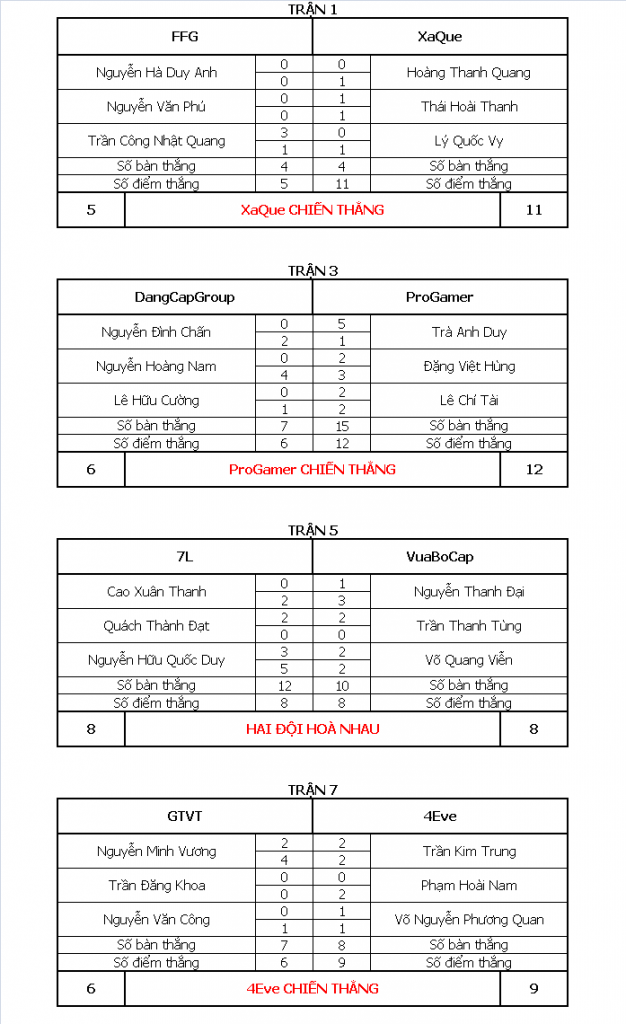 TRẬN 1
FFG XaQue
Nguyễn Hà Duy Anh 0 0 Hoàng Thanh Quang
0 1
Nguyễn Văn Phú 0 1 Thái Hoài Thanh
0 1
Trần Công Nhật Quang 3 0 Lý Quốc Vy
1 1
Số bàn thắng 4 4 Số bàn thắng
Số điểm thắng 5 11 Số điểm thắng
5 XaQue CHIẾN THẮNG 11
TRẬN 3
DangCapGroup ProGamer
Nguyễn Đình Chấn 0 5 Trà Anh Duy
2 1
Nguyễn Hoàng Nam 0 2 Đặng Việt Hùng
4 3
Lê Hữu Cường 0 2 Lê Chí Tài
1 2
Số bàn thắng 7 15 Số bàn thắng
Số điểm thắng 6 12 Số điểm thắng
6 ProGamer CHIẾN THẮNG 12
TRẬN 5
7L VuaBoCap
Cao Xuân Thanh 0 1 Nguyễn Thanh Đại
2 3
Quách Thành Đạt 2 2 Trần Thanh Tùng
0 0
Nguyễn Hữu Quốc Duy 3 2 Võ Quang Viễn
5 2
Số bàn thắng 12 10 Số bàn thắng
Số điểm thắng 8 8 Số điểm thắng
8 HAI ĐỘI HOÀ NHAU 8
TRẬN 7
GTVT 4Eve
Nguyễn Minh Vương 2 2 Trần Kim Trung
4 2
Trần Đăng Khoa 0 0 Phạm Hoài Nam
0 2
Nguyễn Văn Công 0 1 Võ Nguyễn Phương Quan
1 1
Số bàn thắng 7 8 Số bàn thắng
Số điểm thắng 6 9 Số điểm thắng
6 4Eve CHIẾN THẮNG 9